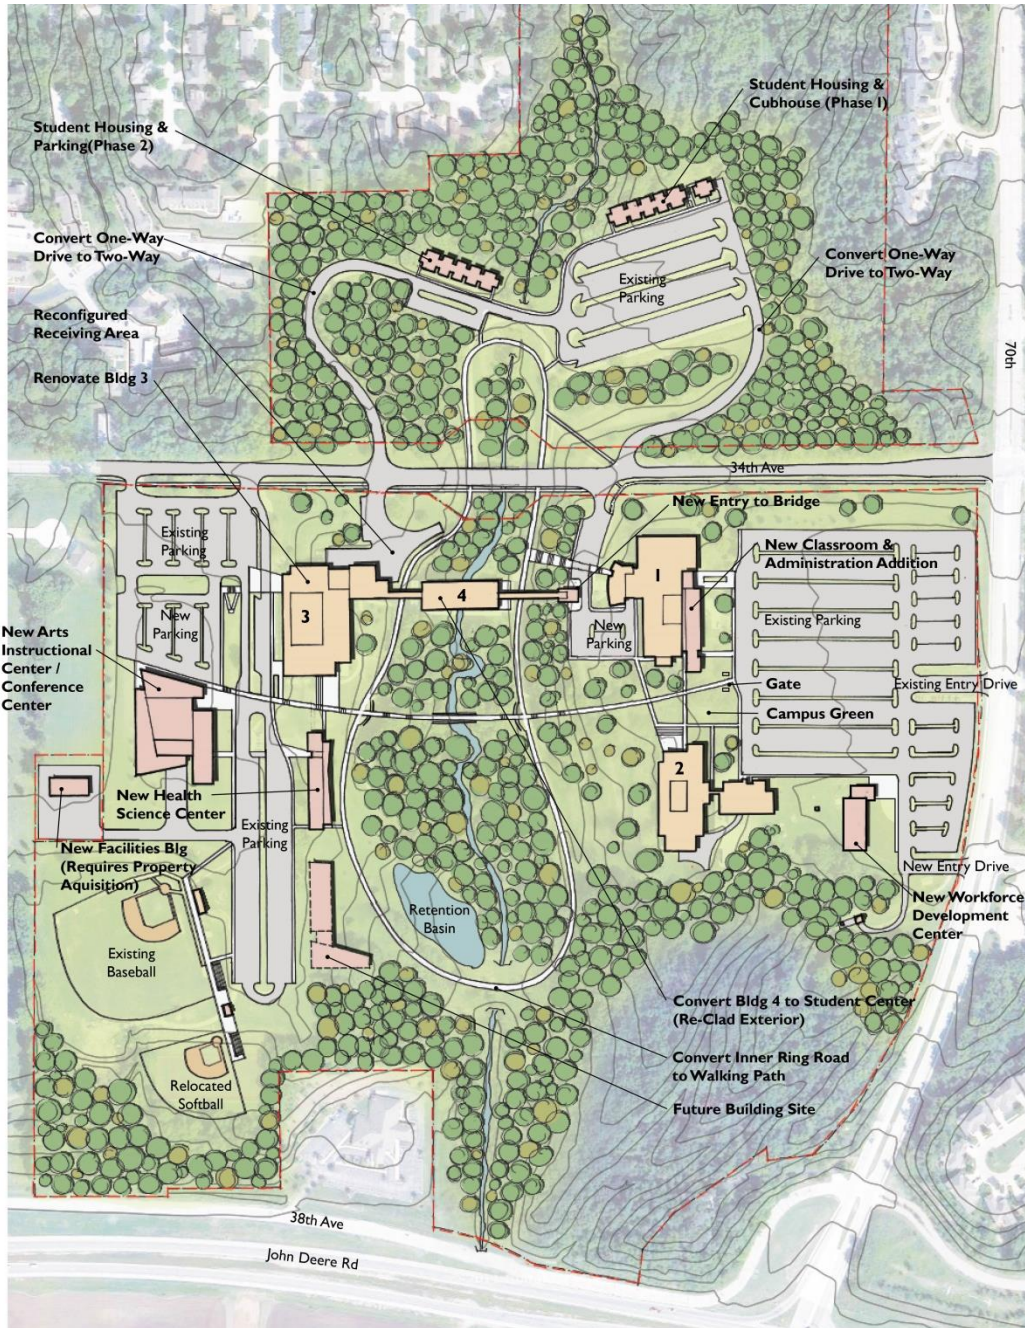 Student Housing &
Cubhouse (Phase I)
Student Housing &
Parking(Phase 2)
Convert One-Way
Drive to Two-Way
Convert One-Way
Drive to Two-Way
Existing
Parking
Reconfigured
Receiving Area
70th
Renovate Bldg 3
34th Ave
New Entry to Bridge
Existing
Parking
New Classroom &
Administration Addition
1
3
4
New
Parking
New
Parking
Existing Parking
New Arts
Instructional
Center /
Conference
Center
Gate
Existing Entry Drive
Campus Green
2
New Health
Science Center
Existing
Parking
New Facilities Blg
(Requires Property
Aquisition)
New Entry Drive
New Workforce
Development
Center
Retention
Basin
Existing
Baseball
Convert Bldg 4 to Student Center
(Re-Clad Exterior)
Convert Inner Ring Road
to Walking Path
Relocated
Softball
Future Building Site
38th Ave
John Deere Rd